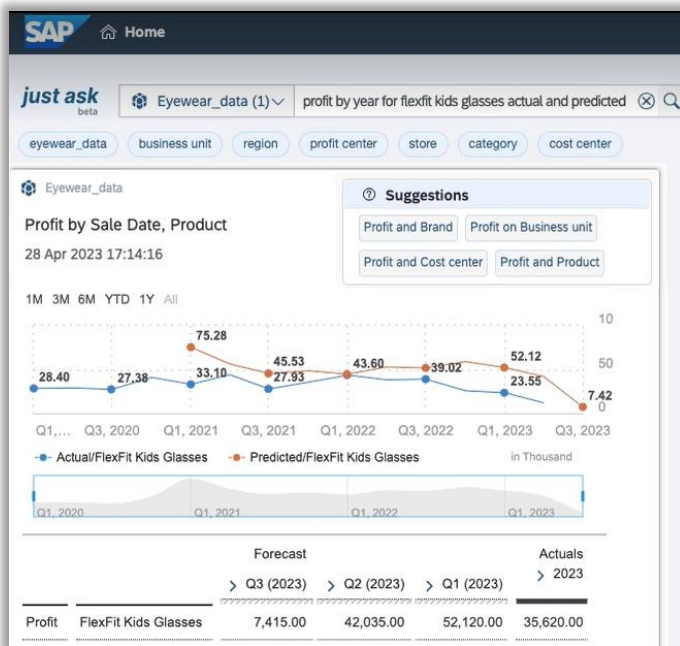 SAP Home
just ask
beta
Eyewear_data (1)
profit by year for flexfit kids glasses actual and predicted
eyewear_data business unit region profit center store category cost center
Eyewear_data
Suggestions
Profit by Sale Date, Product
Profit and Brand Profit on Business unit
28 Apr 2023 17:14:16
Profit and Cost center Profit and Product
1M 3M 6M YTD 1Y All
10
75.28
50
45.53 43.60 52.12
28.40 27.38 33.10 27.93 39.02 23.55
7.42
0
Q1,... Q3, 2020 Q1, 2021 Q3, 2021 Q1, 2022 Q3, 2022 Q1, 2023 Q3, 2023
Actual/FlexFit Kids Glasses Predicted/FlexFit Kids Glasses in Thousand
Q1, 2020 Q1, 2021 Q1, 2022 Q1, 2023
Forecast Actuals
Q3 (2023) Q2 (2023) Q1 (2023) 2023
Profit FlexFit Kids Glasses 7,415.00 42,035.00 52,120.00 35,620.00